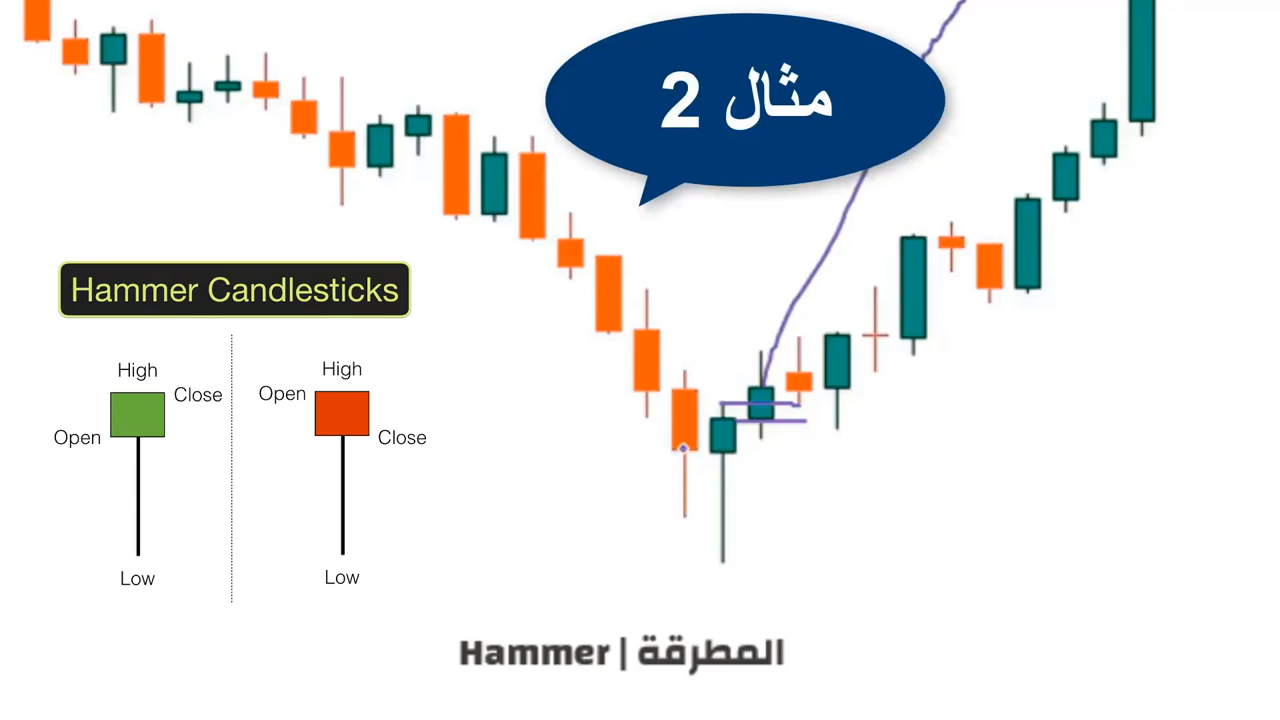 مثال 2
Hammer Candlesticks
High
Close
Open
Low
High
Open
Close
Low
Hammer | المطرقة